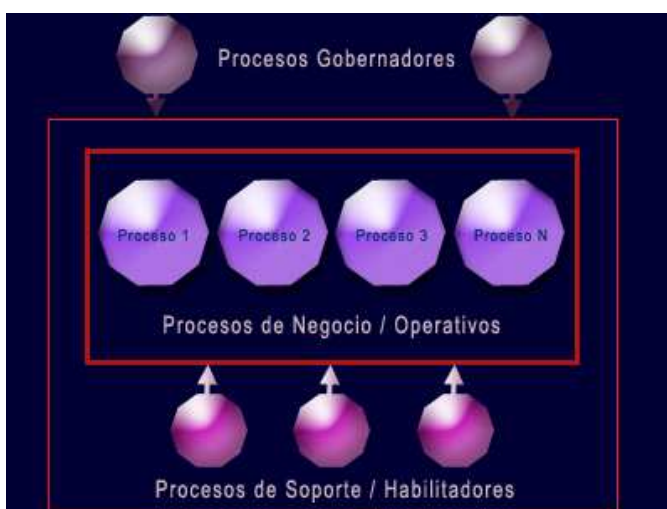 Procesos Gobernadores
Proceso 1 Proceso 2 Proceso 3 Proceso N
Procesos de Negocio / Operativos
Procesos de Soporte / Habilitadores